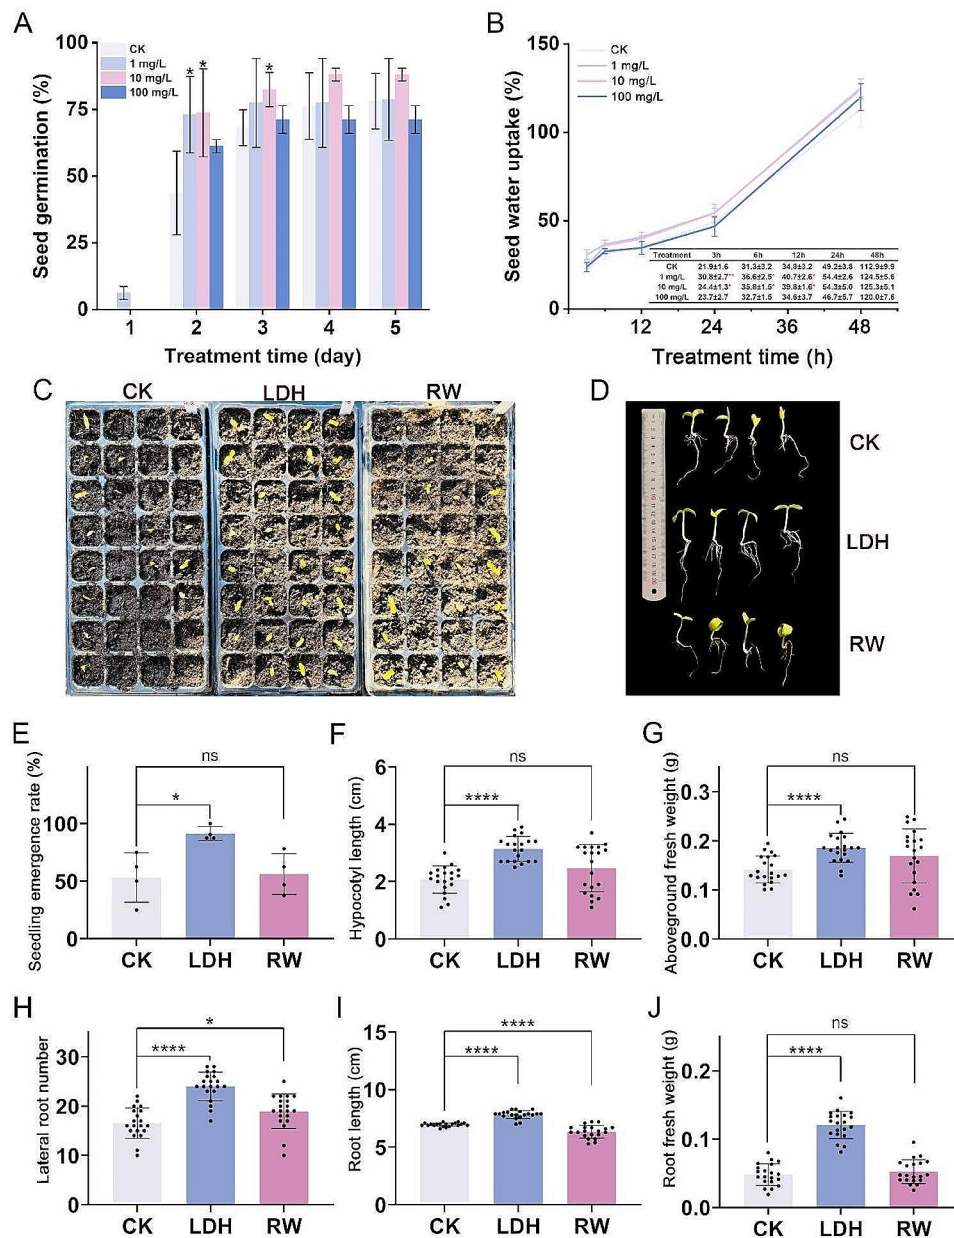 A
Seed germination (%)
100
75
50
25
0
CK
1 mg/L
10 mg/L
100 mg/L
* *
*
1 2 3 4 5
Treatment time (day)
B
Seed water uptake (%)
150
100
50
0
CK
1 mg/L
10 mg/L
100 mg/L
Treatment 3h 6h 12h 24h 48h
CK 21.9±1.6 31.3±3.2 34.8±3.2 49.2±3.8 112.9±9.9
1 mg/L 30.8±2.7** 36.6±2.5* 40.7±2.6* 54.4±2.6 124.5±5.6
10 mg/L 24.4±1.3* 35.8±1.5* 39.8±1.6* 54.3±5.0 125.3±5.1
100 mg/L 23.7±2.7 32.7±1.5 34.6±3.7 46.7±5.7 120.0±7.6
12 24 36 48
Treatment time (h)
C
CK LDH RW
D
CK
LDH
RW
E
Seedling emergence rate (%)
100
50
0
ns
*
CK LDH RW
F
Hypocotyl length (cm)
6
4
2
0
ns
****
CK LDH RW
G
Aboveground fresh weight (g)
0.3
0.2
0.1
0.0
ns
****
CK LDH RW
H
Lateral root number
30
20
10
0
*
****
CK LDH RW
I
Root length (cm)
15
10
5
0
****
****
CK LDH RW
J
Root fresh weight (g)
0.2
0.1
0.0
ns
****
CK LDH RW